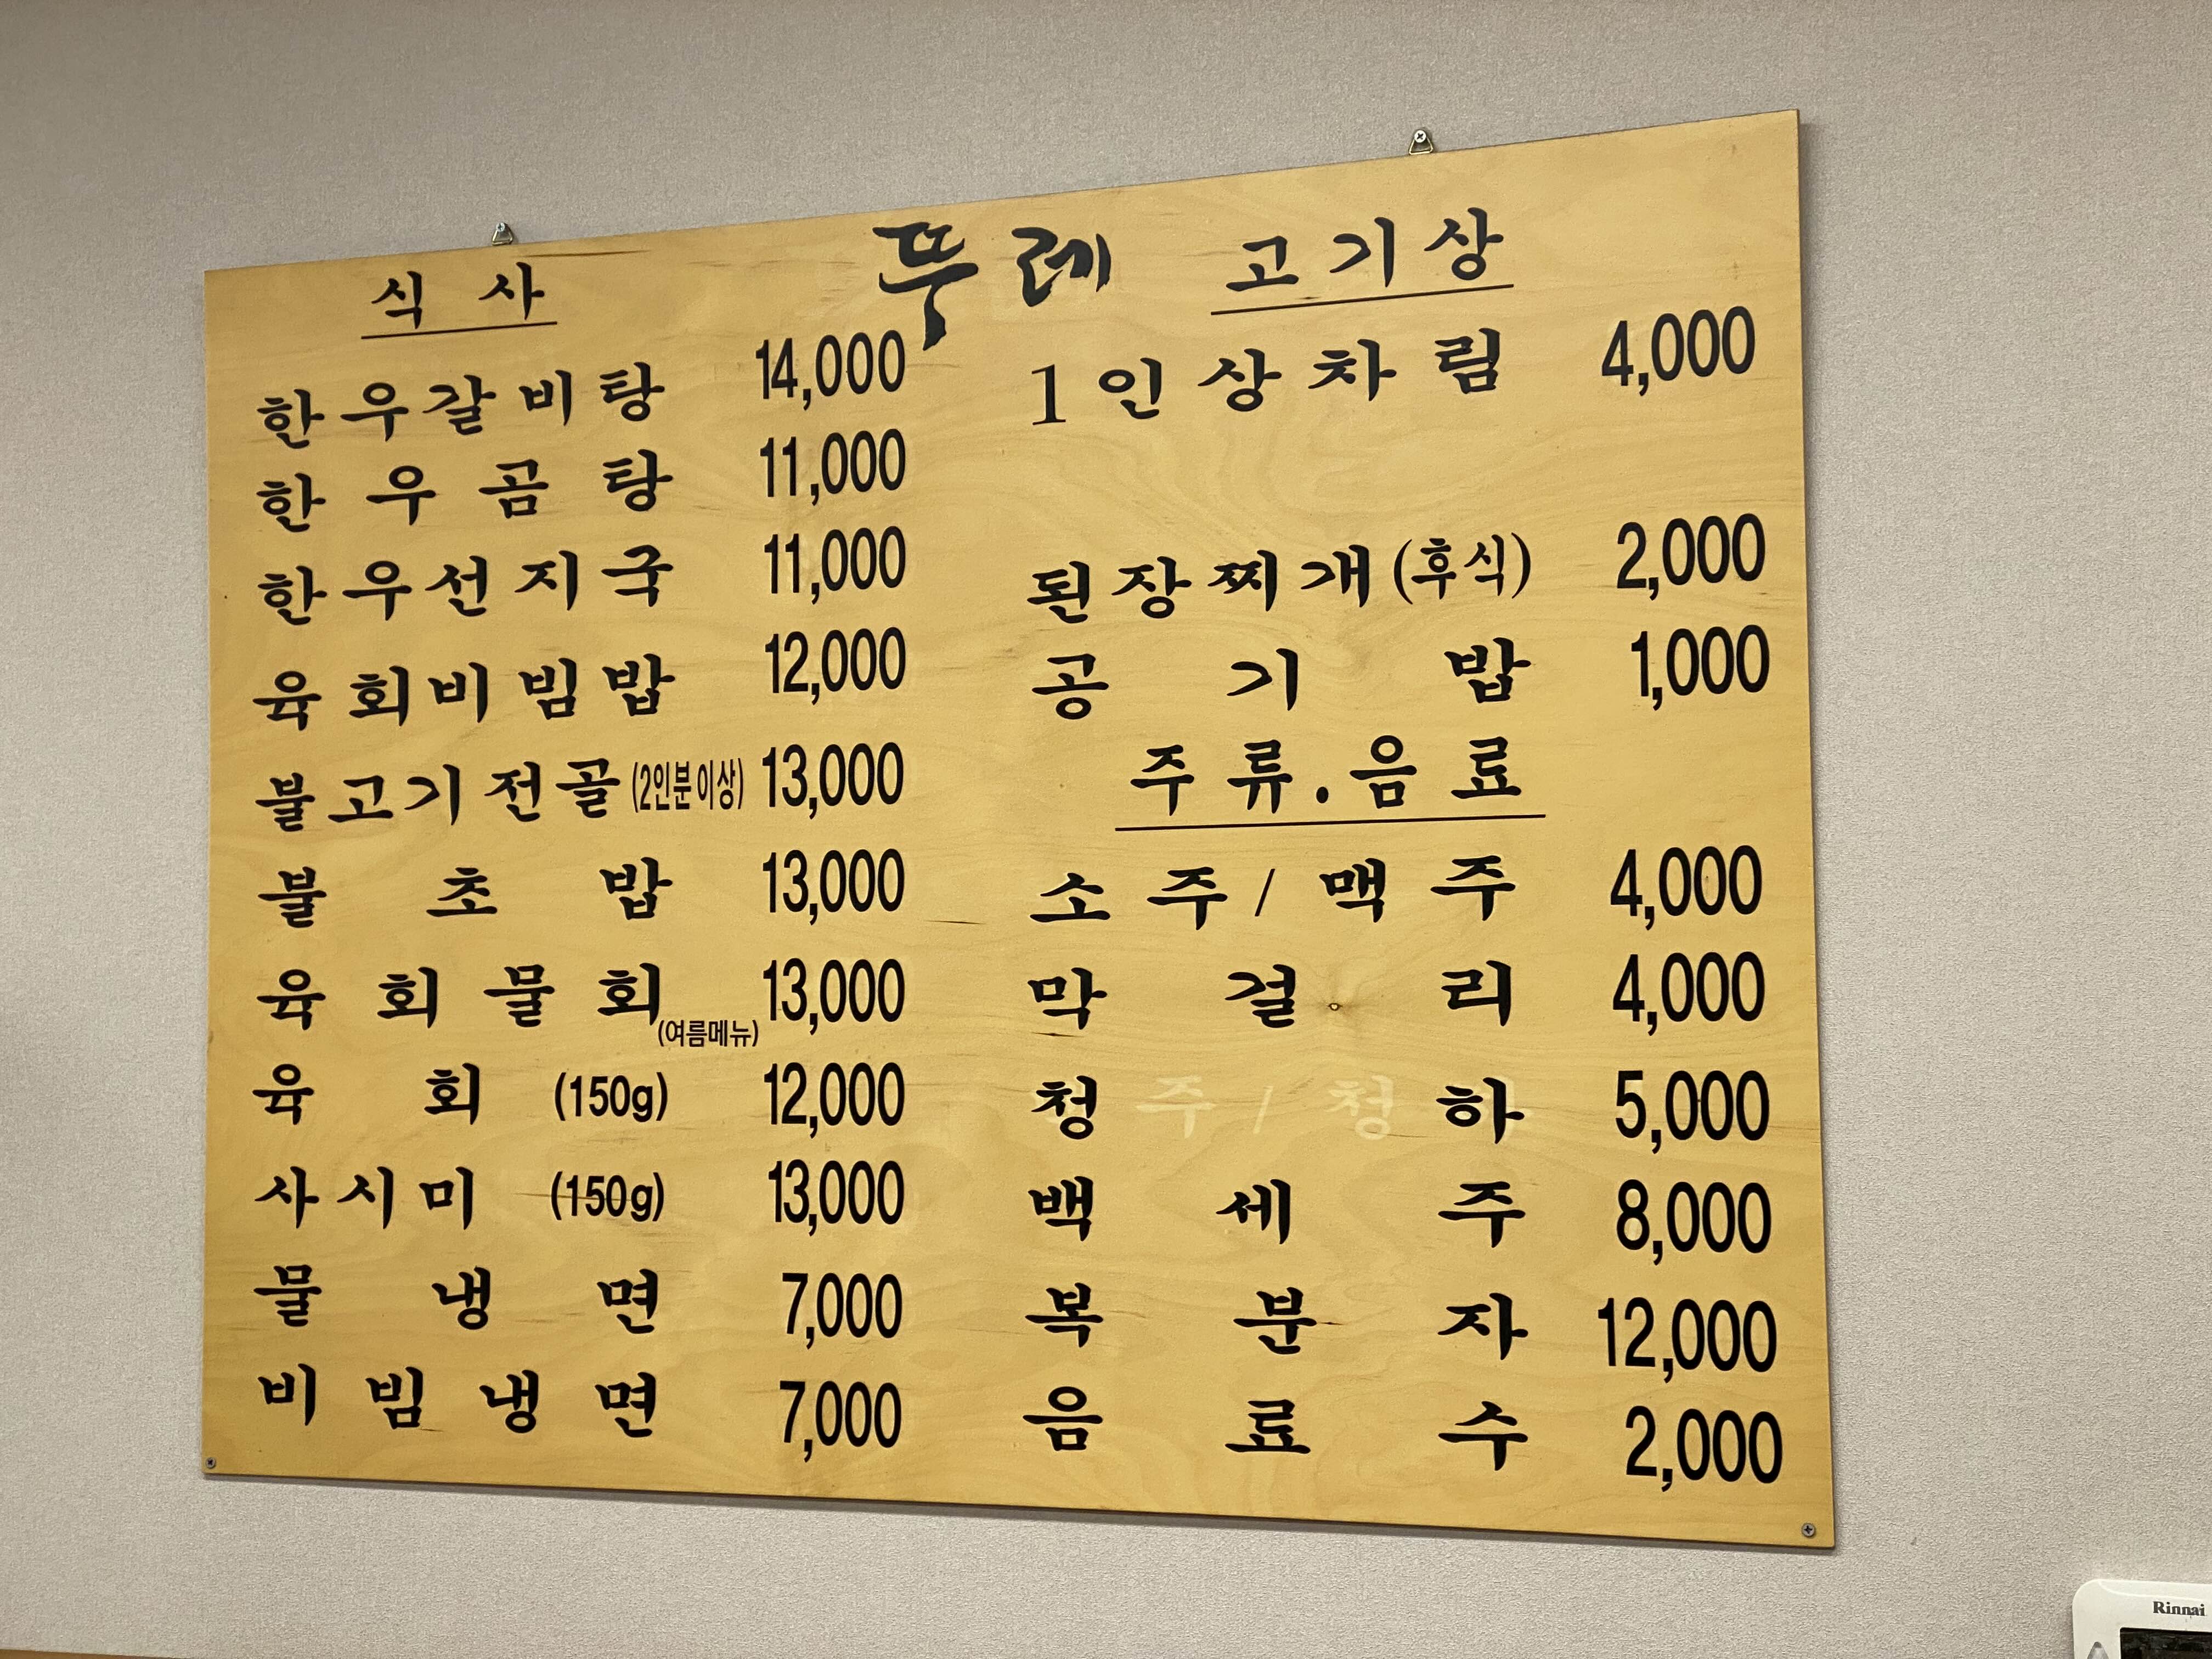 뚜레
식사
한우갈비탕 14,000
한우곰탕 11,000
한우선지국 11,000
육회비빔밥 12,000
불고기전골 (2인분이상) 13,000
불초밥 13,000
육회물회 (여름메뉴) 13,000
육회 (150g) 12,000
사시미 (150g) 13,000
물냉면 7,000
비빔냉면 7,000
고기상
1인상차림 4,000
된장찌개 (후식) 2,000
공기밥 1,000
주류.음료
소주/맥주 4,000
막걸리 4,000
청하 5,000
백세주 8,000
복분자 12,000
음료수 2,000
Rinnai